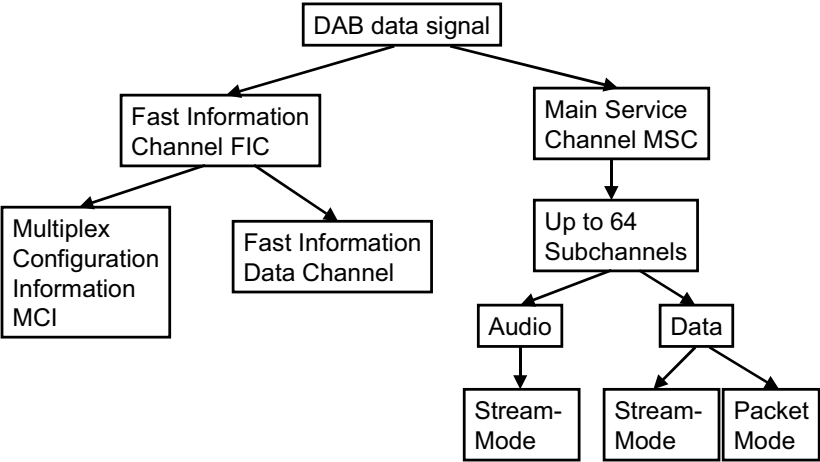 DAB data signal
Fast Information
Channel FIC
Main Service
Channel MSC
Multiplex
Configuration
Information
MCI
Fast Information
Data Channel
Up to 64
Subchannels
Audio
Data
Stream-
Mode
Stream-
Mode
Packet
Mode